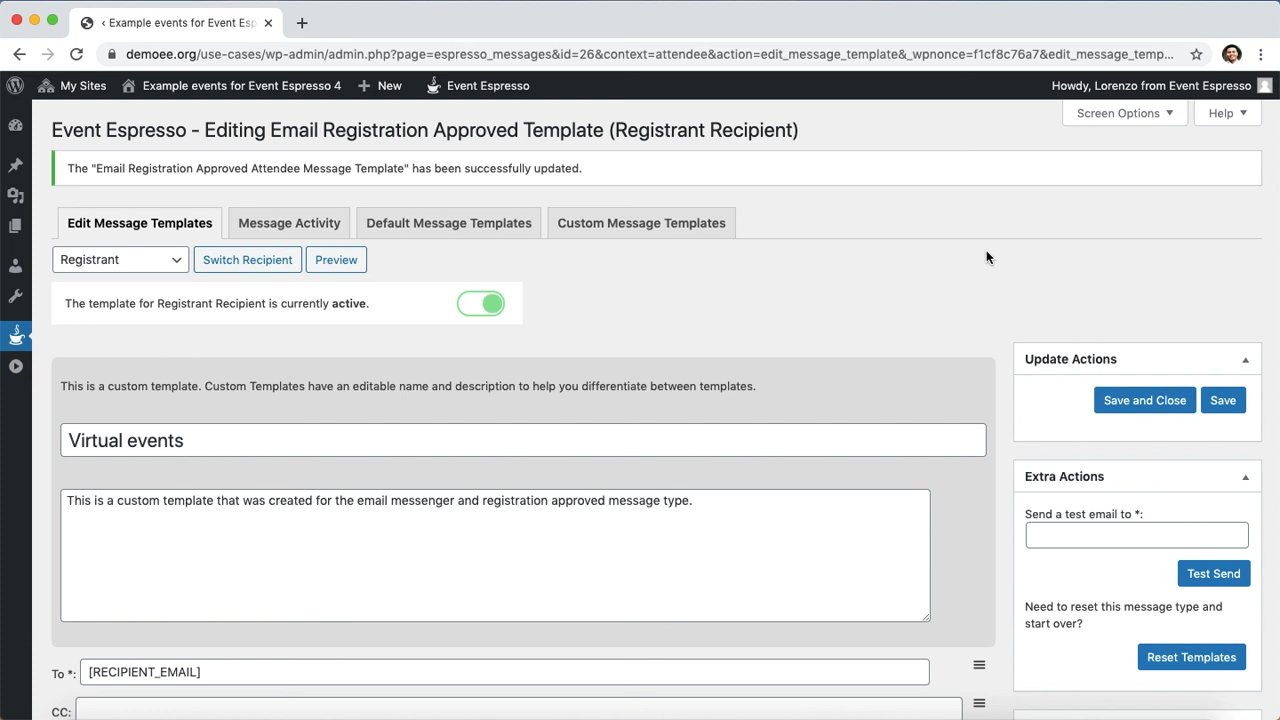 ‹ Example events for Event Esp
demoee.org/use-cases/wp-admin/admin.php?page=espresso_messages&id=26&context=attendee&action=edit_message_template&_wpnonce=f1cf8c76a7&edit_message_temp...
My Sites Example events for Event Espresso 4 New Event Espresso Howdy, Lorenzo from Event Espresso
Screen Options Help
Event Espresso - Editing Email Registration Approved Template (Registrant Recipient)
The "Email Registration Approved Attendee Message Template" has been successfully updated.
Edit Message Templates Message Activity Default Message Templates Custom Message Templates
Registrant Switch Recipient Preview
The template for Registrant Recipient is currently active.
Update Actions
This is a custom template. Custom Templates have an editable name and description to help you differentiate between templates.
Save and Close Save
Virtual events
Extra Actions
This is a custom template that was created for the email messenger and registration approved message type.
Send a test email to *:
Test Send
Need to reset this message type and
start over?
Reset Templates
To *: [RECIPIENT_EMAIL]
CC: